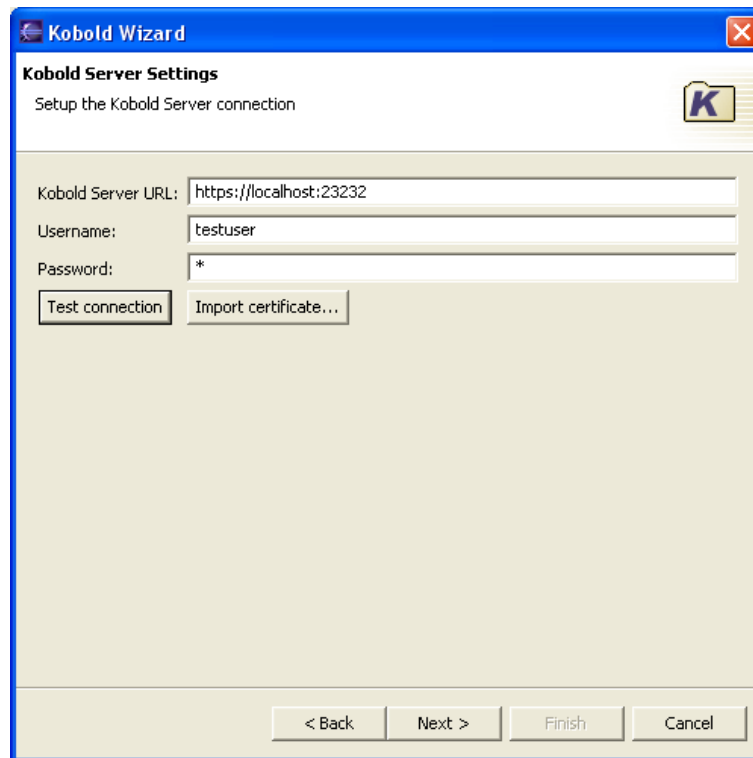 Kobold Wizard
Kobold Server Settings
Setup the Kobold Server connection
K
Kobold Server URL: https://localhost:23232
Username: testuser
Password: *
Test connection Import certificate...
< Back Next > Finish Cancel